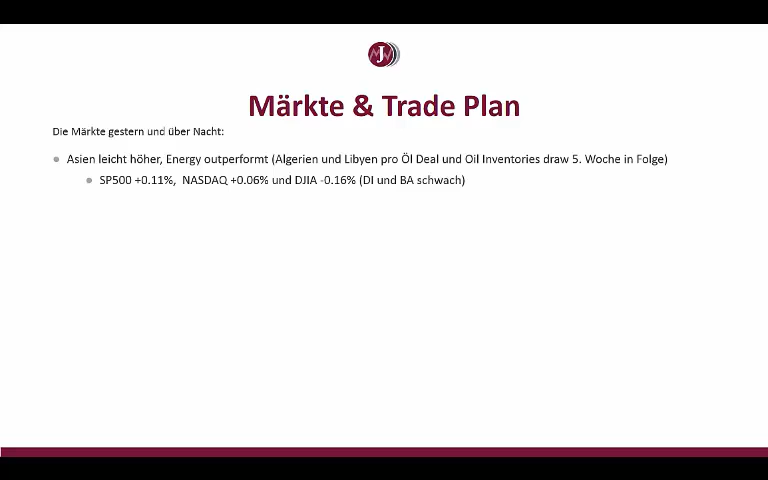 J
Märkte & Trade Plan
Die Märkte gestern und über Nacht:
Asien leicht höher, Energy outperformt (Algerien und Libyen pro Öl Deal und Oil Inventories draw 5. Woche in Folge)
SP500 +0.11%, NASDAQ +0.06% und DJIA -0.16% (DI und BA schwach)